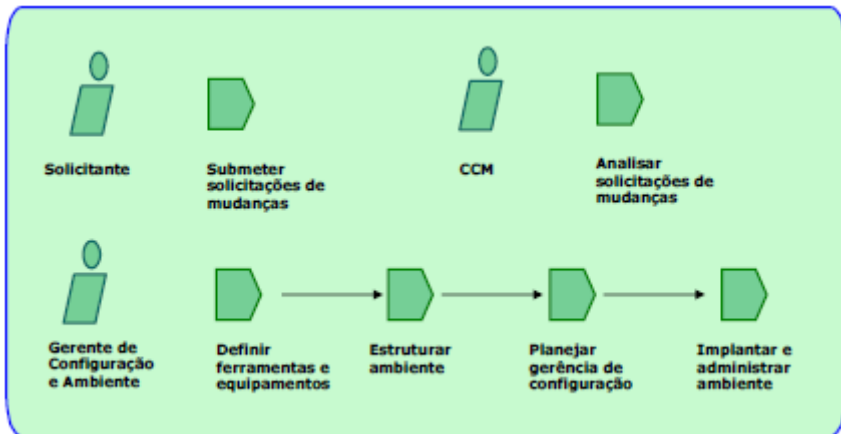 Solicitante
Submeter
solicitações de
mudanças
CCM
Analisar
solicitações de
mudanças
Gerente de
Configuração
e Ambiente
Definir
ferramentas e
equipamentos
Estruturar
ambiente
Planejar
gerência de
configuração
Implantar e
administrar
ambiente